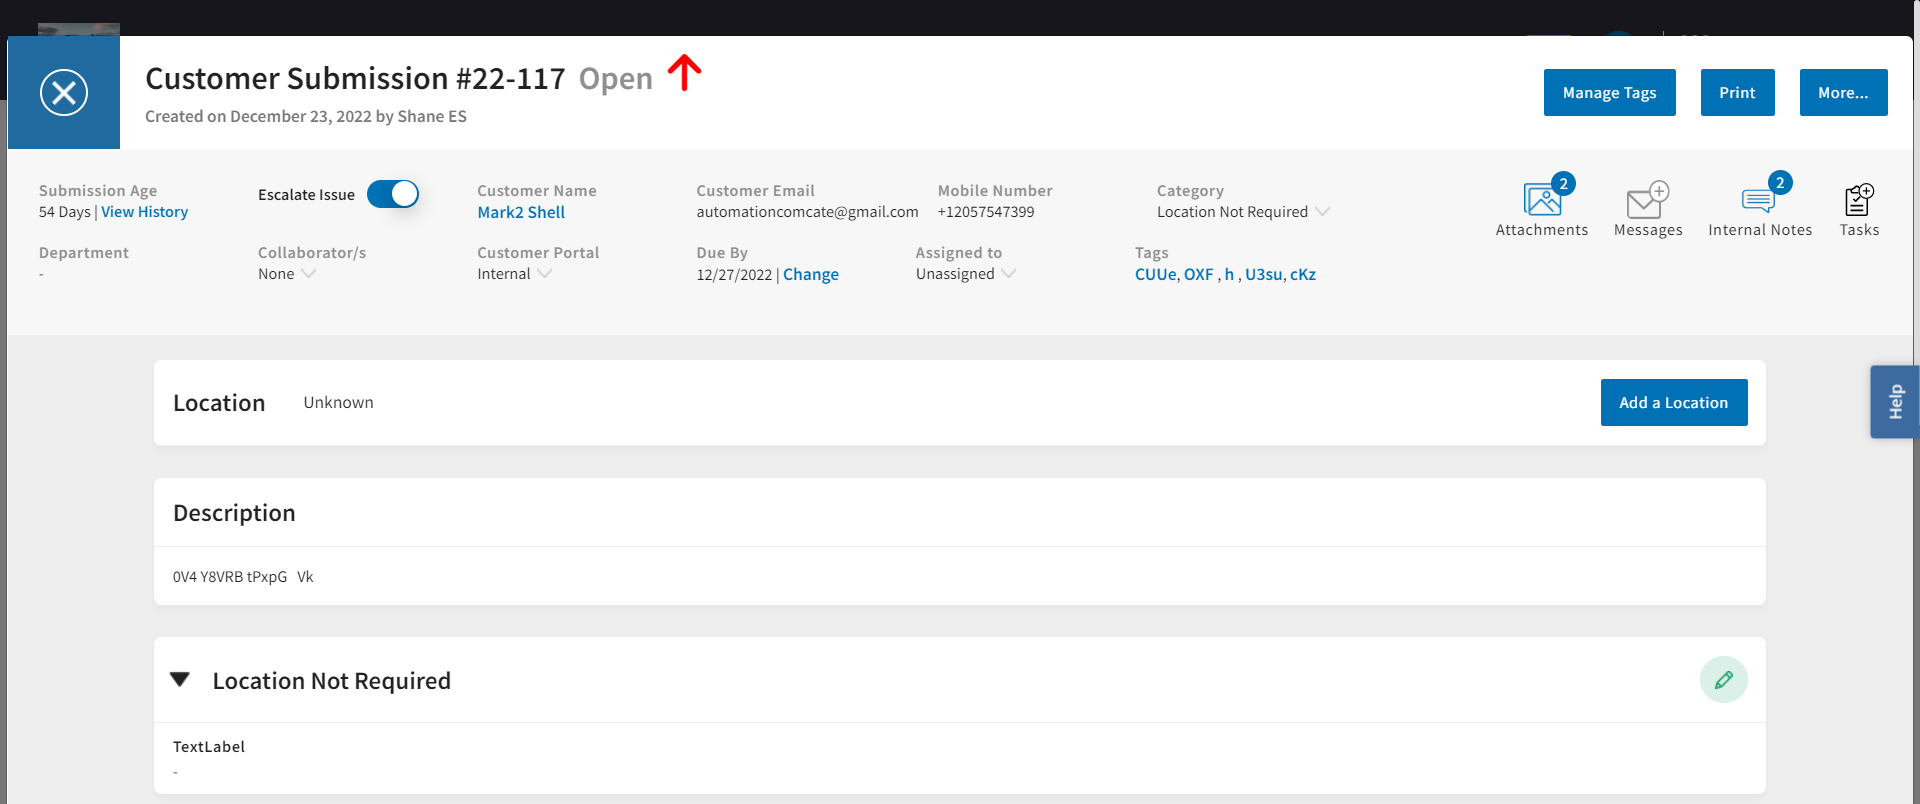 Customer Submission #22-117 Open
Created on December 23, 2022 by Shane ES
Manage Tags
Print
More...
Submission Age
54 Days | View History
Escalate Issue
Customer Name
Mark2 Shell
Customer Email
automationcomcate@gmail.com
Mobile Number
+12057547399
Category
Location Not Required
2
Attachments
Messages
2
Internal Notes
Tasks
Department
-
Collaborator/s
None
Customer Portal
Internal
Due By
12/27/2022 | Change
Assigned to
Unassigned
Tags
CUUe, OXF , h , U3su, cKz
Location
Unknown
Add a Location
Help
Description
0V4 Y8VRB tPxpG Vk
Location Not Required
TextLabel
-